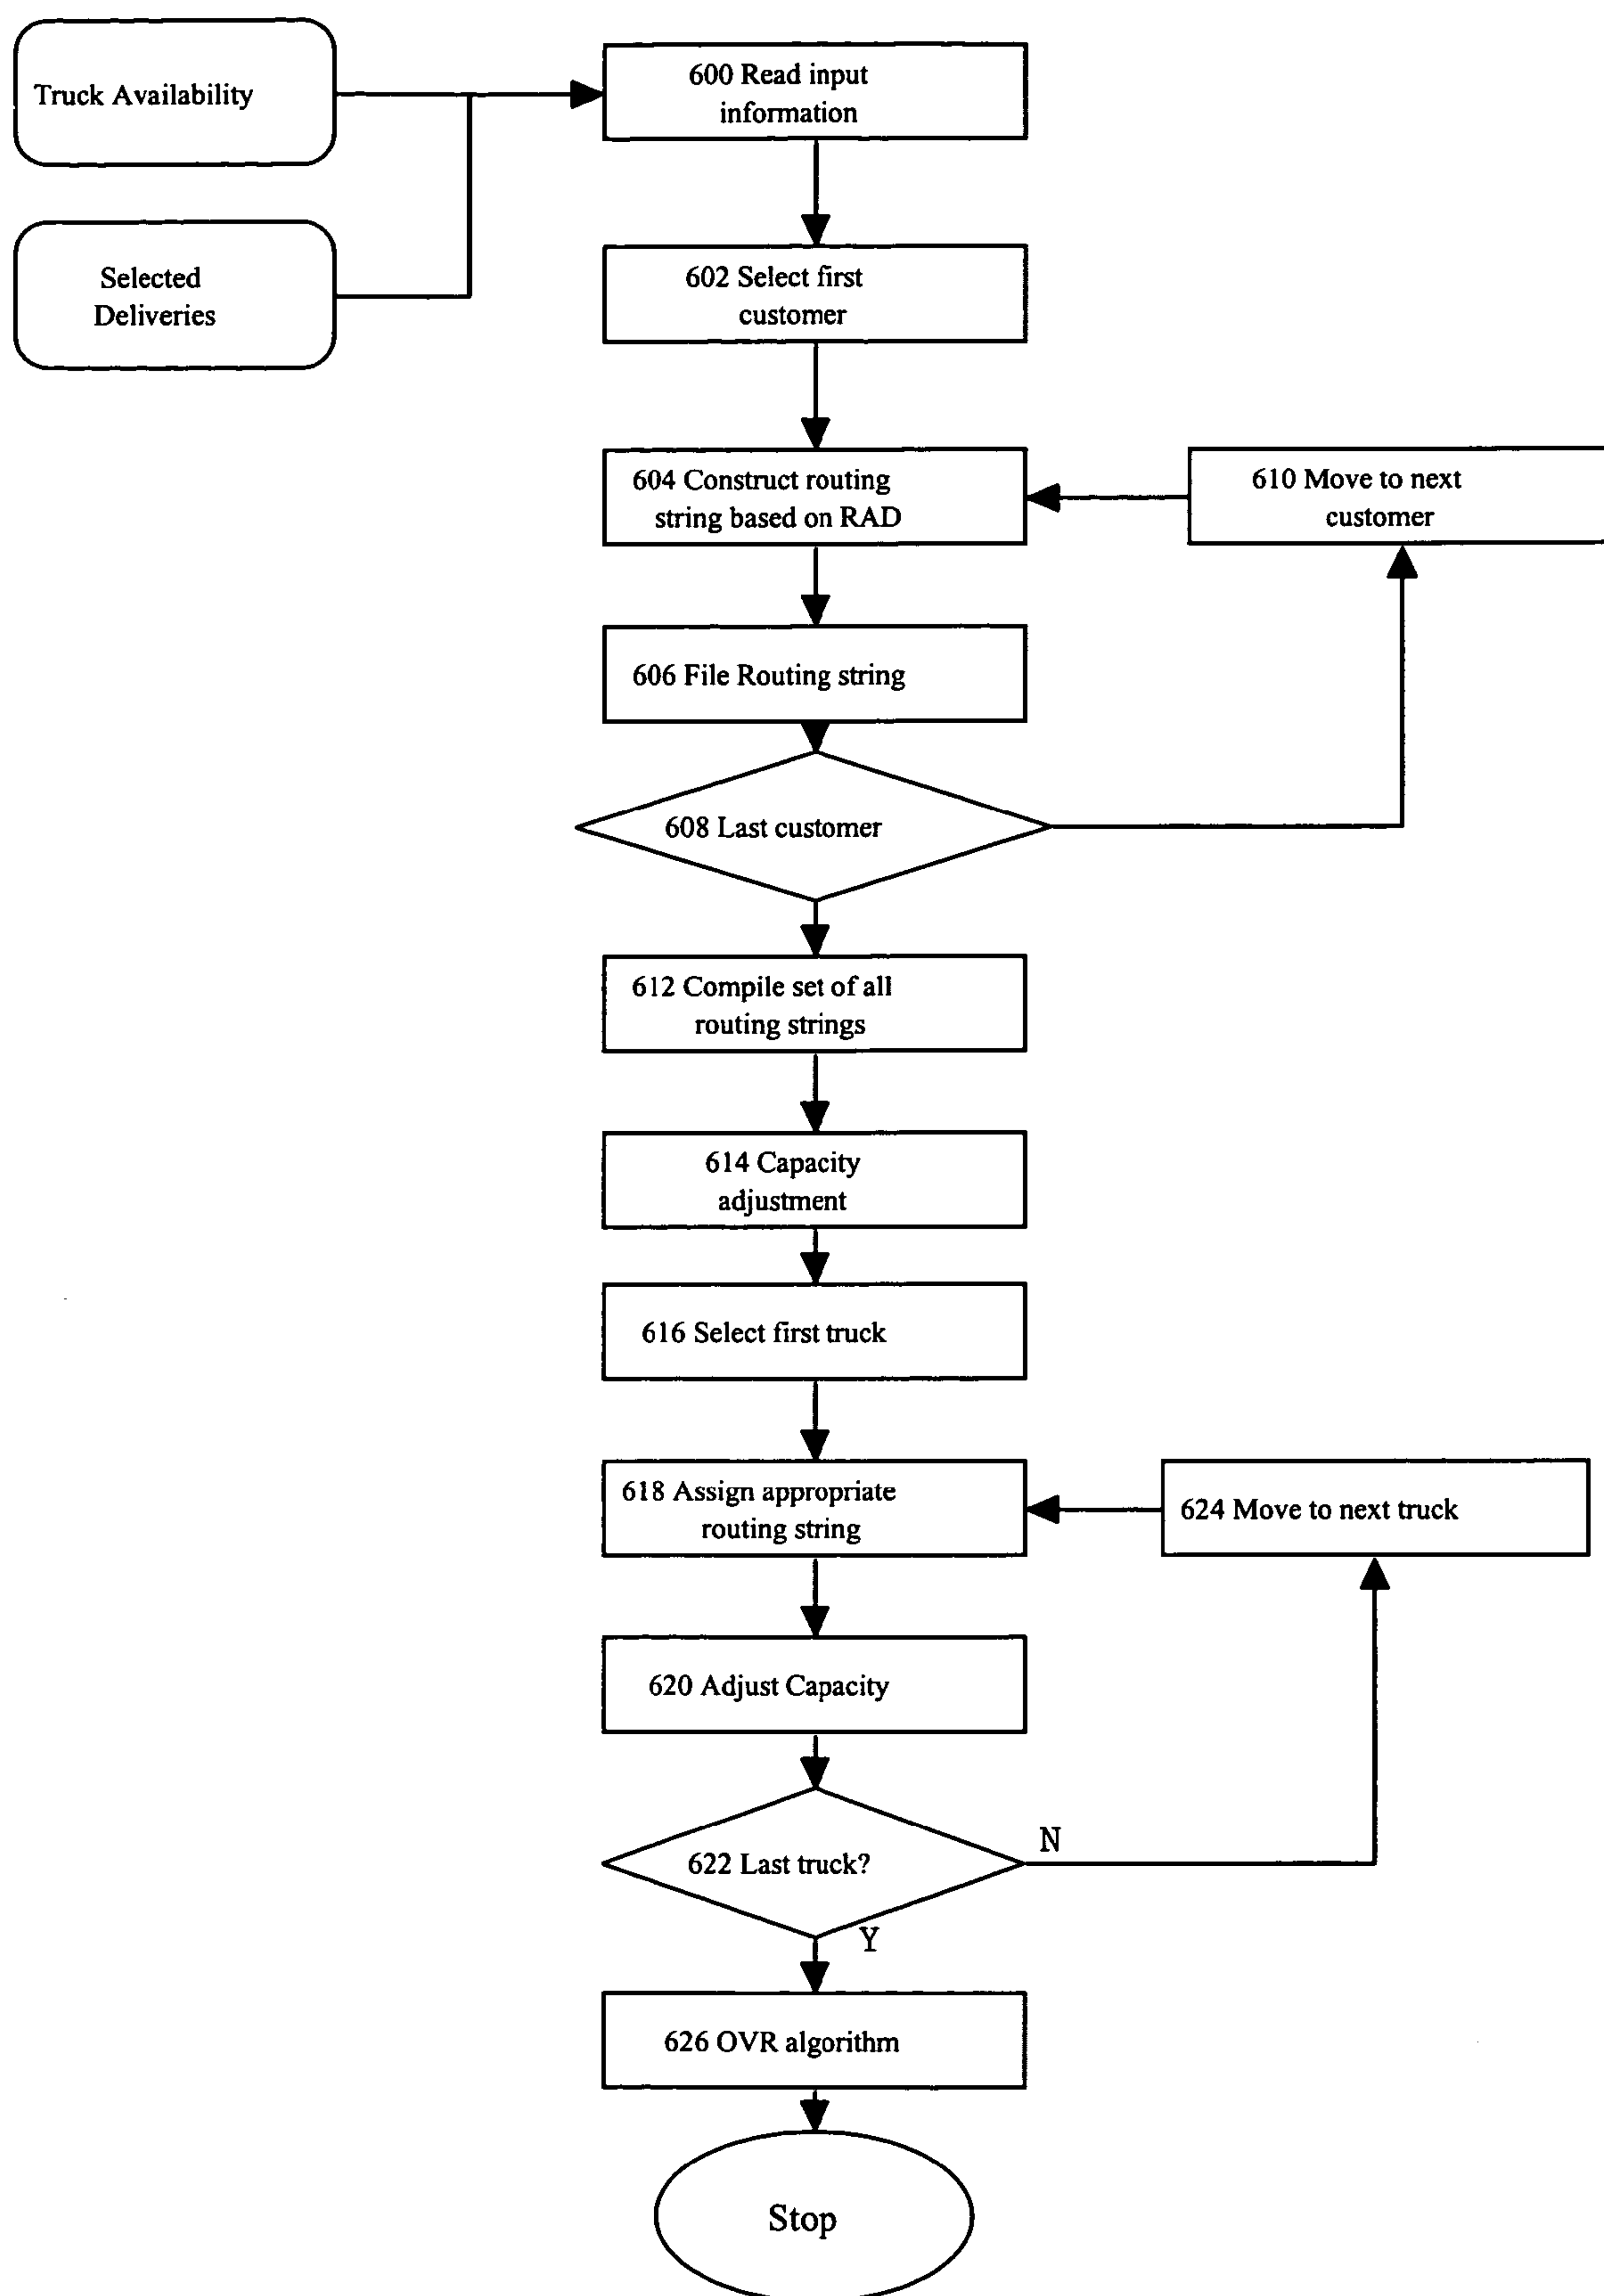 Truck Availability
600 Read input
information
Selected
Deliveries
602 Select first
customer
604 Construct routing
string based on RAD
610 Move to next
customer
606 File Routing string
608 Last customer
612 Compile set of all
routing strings
614 Capacity
adjustment
616 Select first truck
618 Assign appropriate
routing string
624 Move to next truck
620 Adjust Capacity
622 Last truck?
N
Y
626 OVR algorithm
Stop